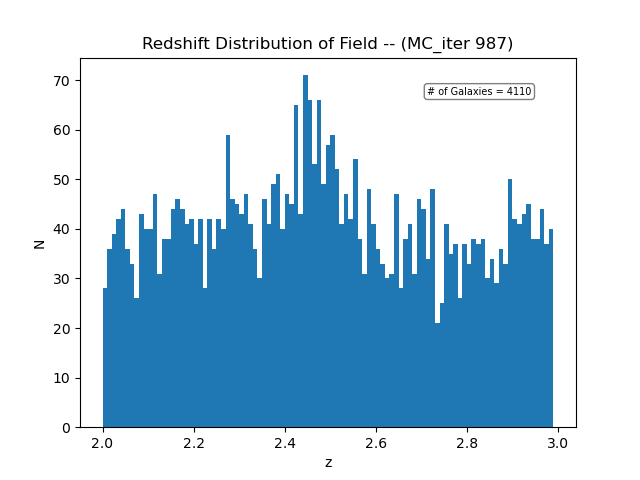 Redshift Distribution of Field -- (MC_iter 987)
# of Galaxies = 4110
70
60
50
40
30
20
10
0
N
2.0 2.2 2.4 2.6 2.8 3.0
z